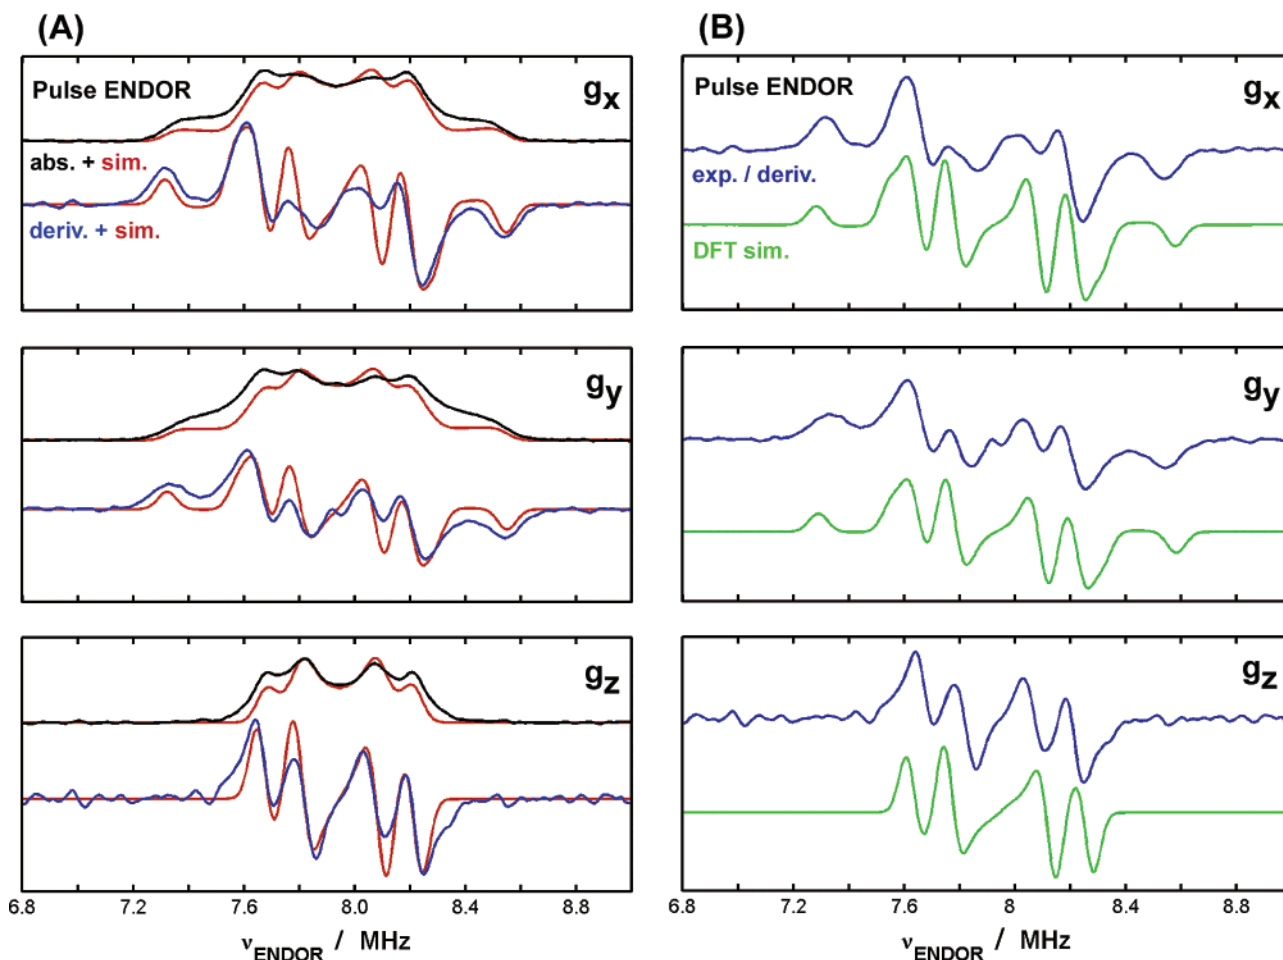 (A) (B)
Pulse ENDOR gx
abs. + sim.
deriv. + sim.
gy
gz
6.8 7.2 7.6 8.0 8.4 8.8
νENDOR / MHz
Pulse ENDOR gx
exp. / deriv.
DFT sim.
gy
gz
6.8 7.2 7.6 8 8.4 8.8
νENDOR / MHz